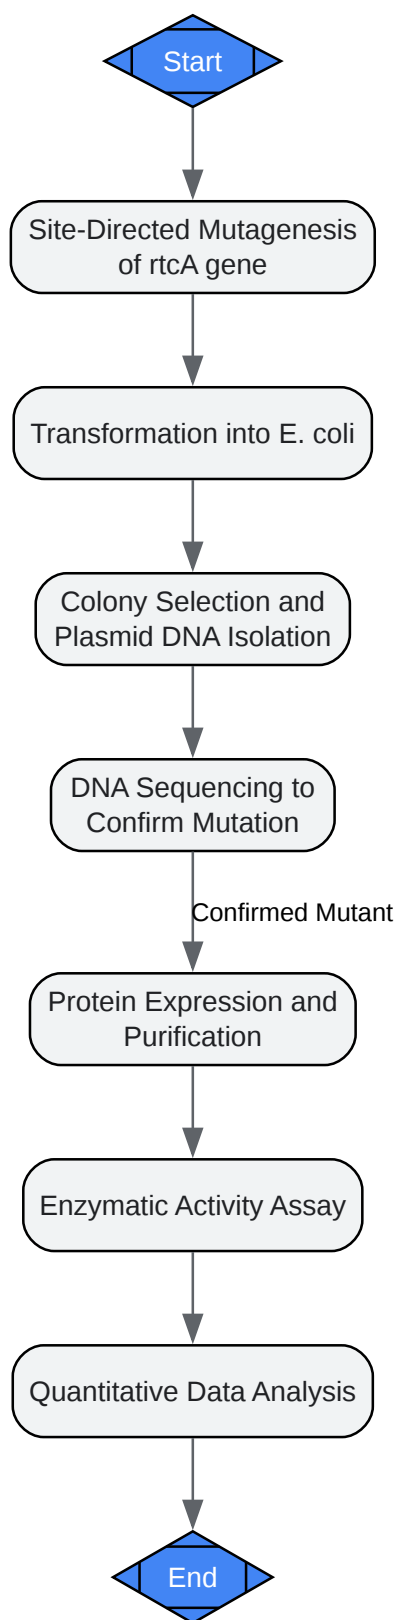 Start
Site-Directed Mutagenesis
of rtcA gene
Transformation into E. coli
Colony Selection and
Plasmid DNA Isolation
DNA Sequencing to
Confirm Mutation
Confirmed Mutant
Protein Expression and
Purification
Enzymatic Activity Assay
Quantitative Data Analysis
End